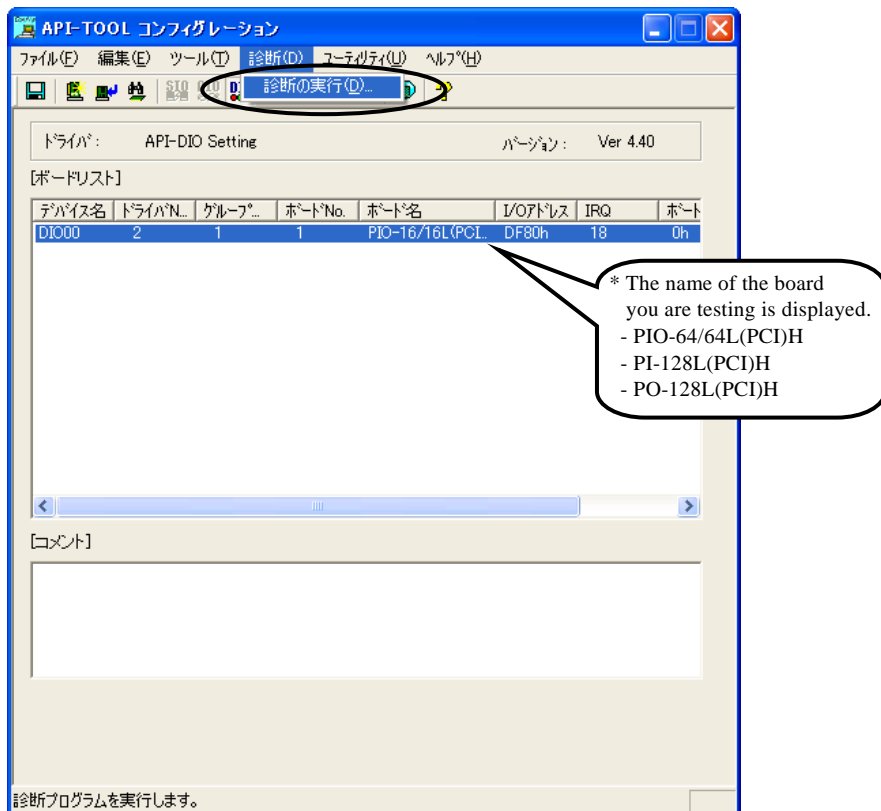 API-TOOL コンフィグレーション
ファイル(F) 編集(E) ツール(T) 診断(D) ユーティリティ(U) ヘルプ(H)
診断の実行(D)...
ドライバ: API-DIO Setting バージョン: Ver 4.40
[ボードリスト]
デバイス名 ドライバN... グループ... ボードNo. ボード名 I/Oアドレス IRQ ボート
DIO00 2 1 1 PIO-16/16L(PCI... DF80h 18 0h
* The name of the board
you are testing is displayed.
- PIO-64/64L(PCI)H
- PI-128L(PCI)H
- PO-128L(PCI)H
[コメント]
診断プログラムを実行します。